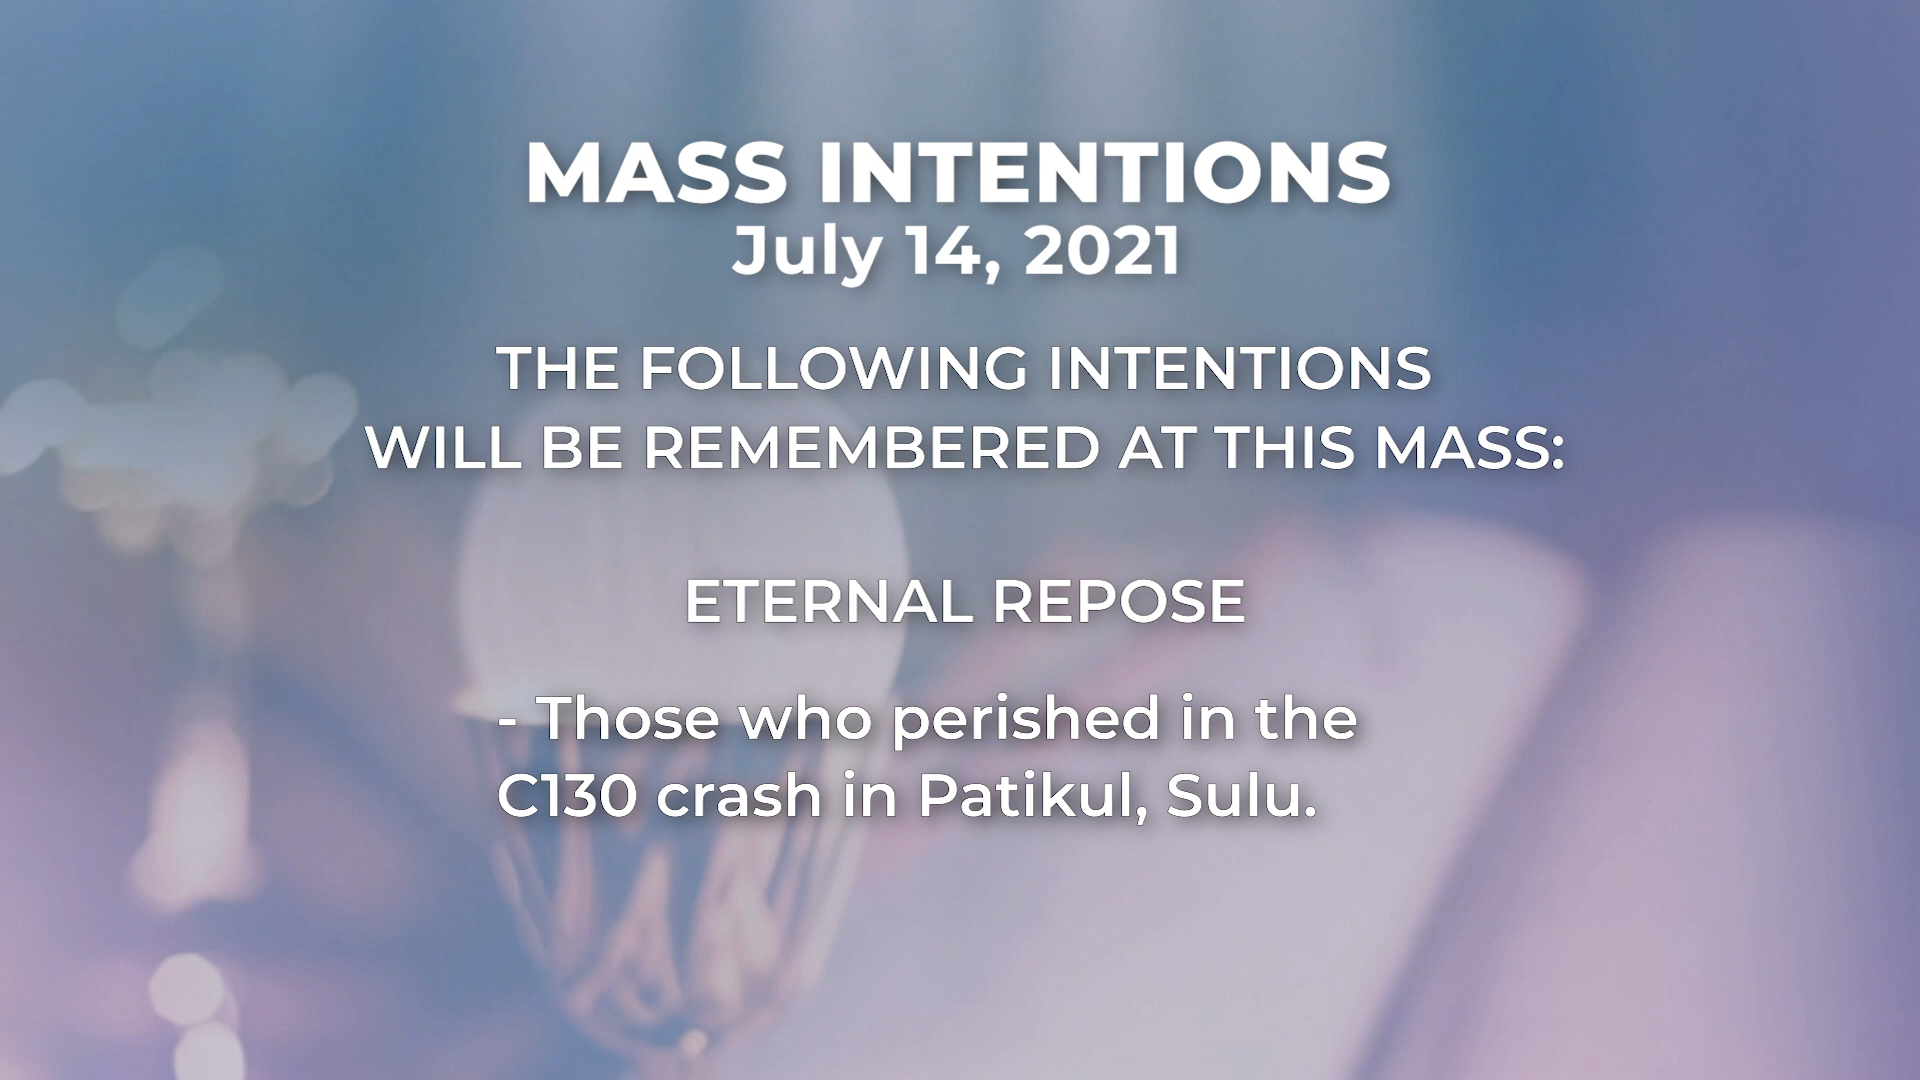 MASS INTENTIONS
July 14, 2021
THE FOLLOWING INTENTIONS
WILL BE REMEMBERED AT THIS MASS:
ETERNAL REPOSE
- Those who perished in the
C130 crash in Patikul, Sulu.